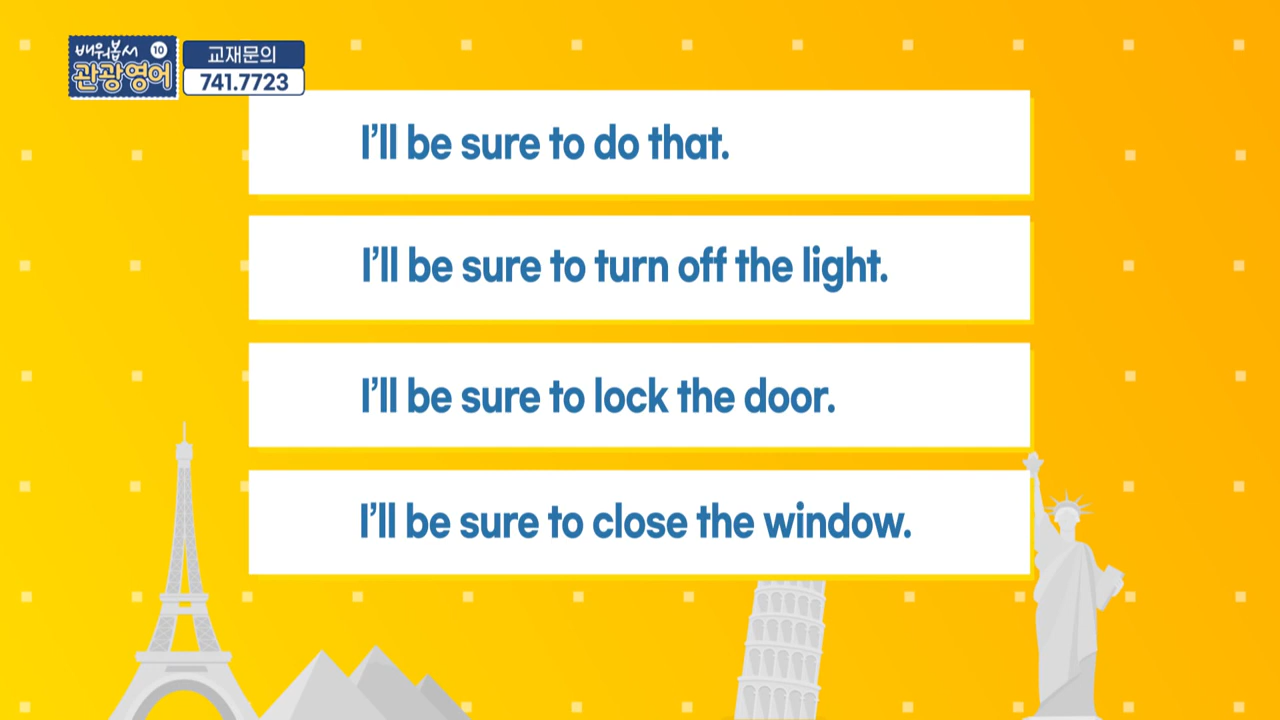 배워봅서 10
관광영어
교재문의
741.7723
I'll be sure to do that.
I'll be sure to turn off the light.
I'll be sure to lock the door.
I'll be sure to close the window.